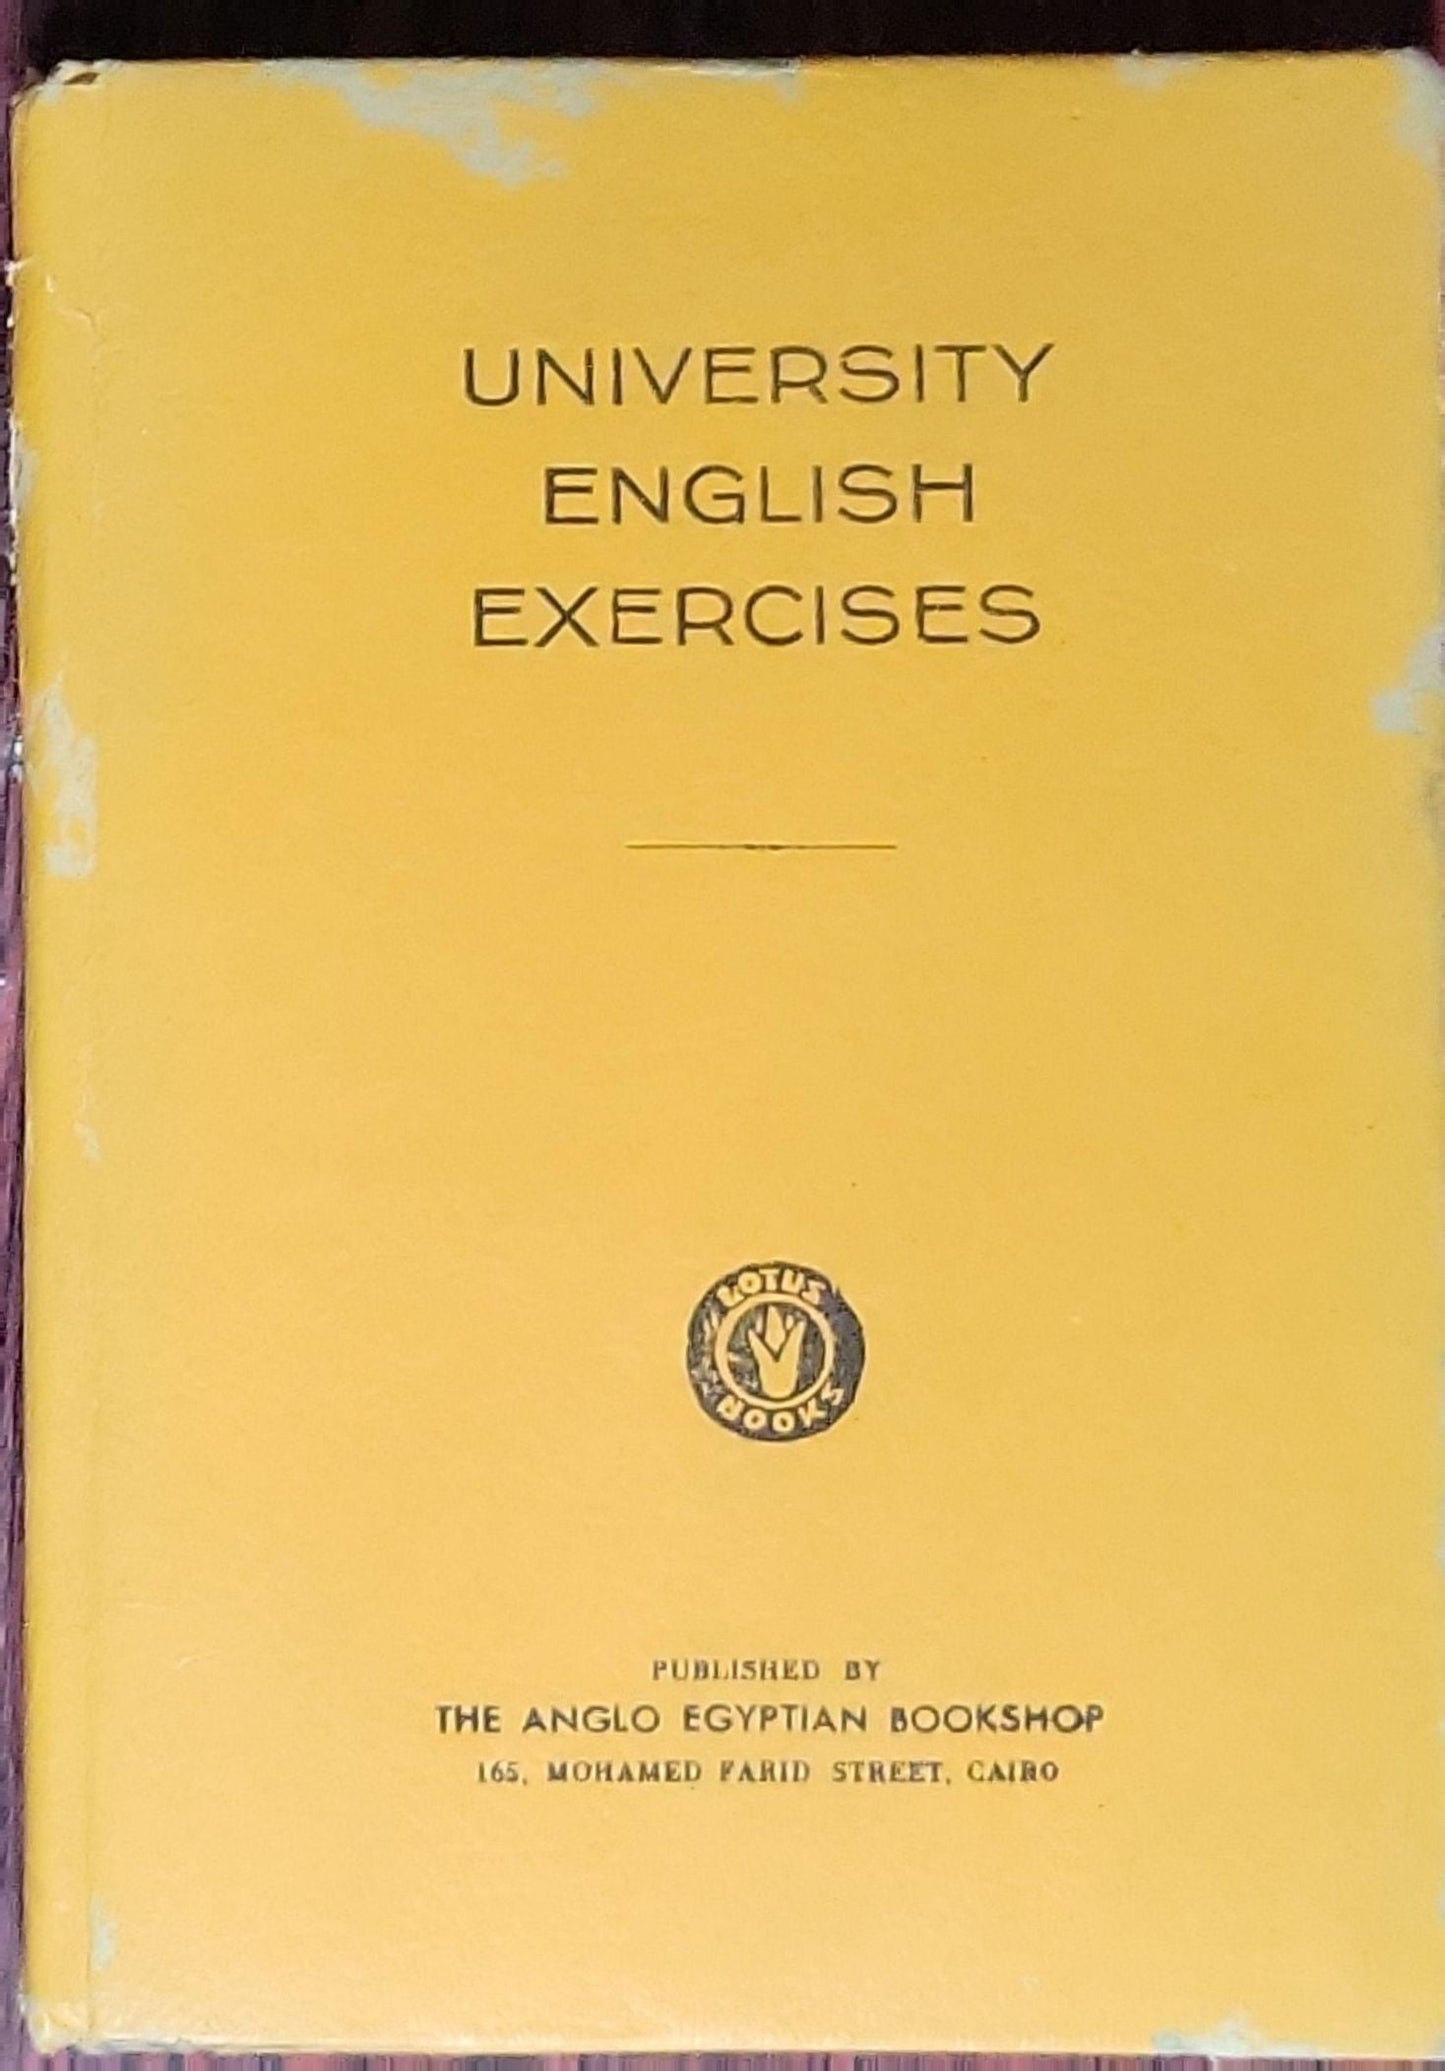 UNIVERSITY
ENGLISH
EXERCISES
LOTUS
BOOKS
PUBLISHED BY
THE ANGLO EGYPTIAN BOOKSHOP
165, MOHAMED FARID STREET, CAIRO